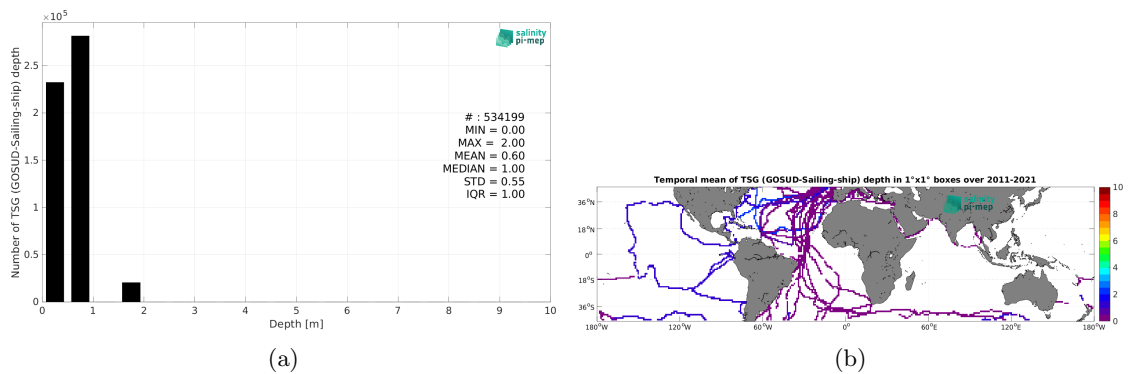 ×10⁵
Number of TSG (GOSUD-Sailing-ship) depth
2.5
2
1.5
1
0.5
0
0 1 2 3 4 5 6 7 8 9 10
Depth [m]
salinity
pi-mep
# : 534199
MIN = 0.00
MAX = 2.00
MEAN = 0.60
MEDIAN = 1.00
STD = 0.55
IQR = 1.00
(a)
Temporal mean of TSG (GOSUD-Sailing-ship) depth in 1°x1° boxes over 2011-2021
salinity
pi-mep
36°N
18°N
0°
18°S
36°S
180°W 120°W 60°W 0° 60°E 120°E 180°W
10
8
6
4
2
0
(b)